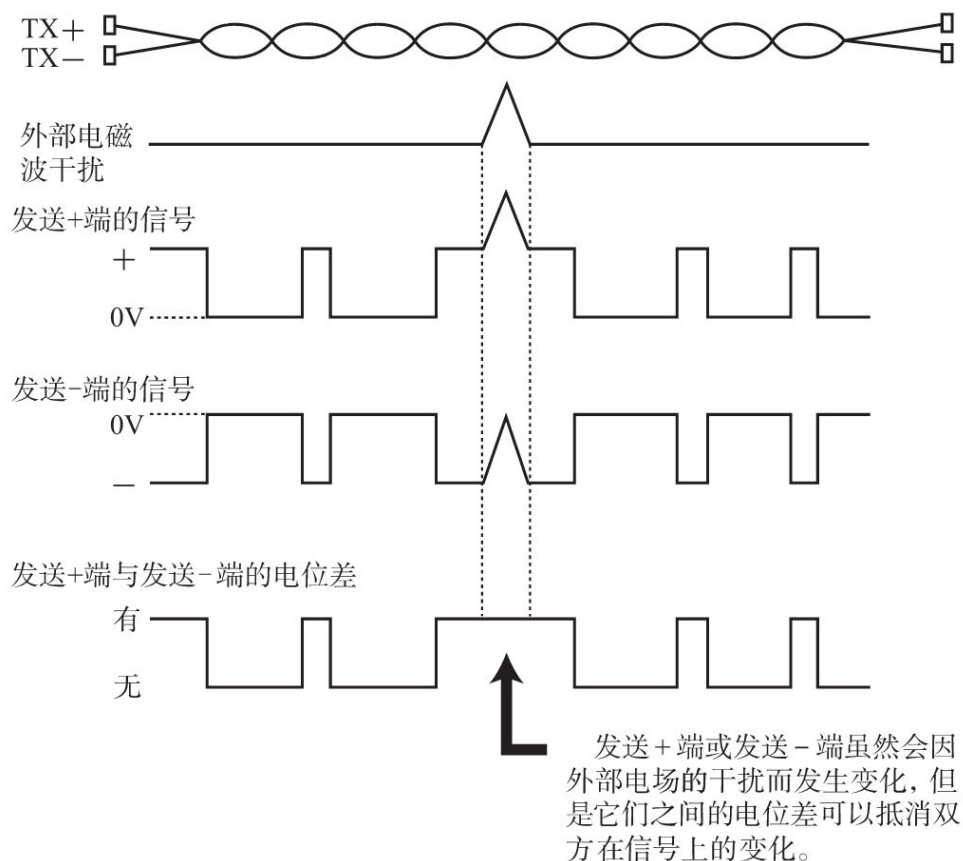 TX+
TX−
外部电磁
波干扰
发送+端的信号
+
0V
发送-端的信号
0V
−
发送+端与发送-端的电位差
有
无
发送+端或发送-端虽然会因
外部电场的干扰而发生变化，但
是它们之间的电位差可以抵消双
方在信号上的变化。